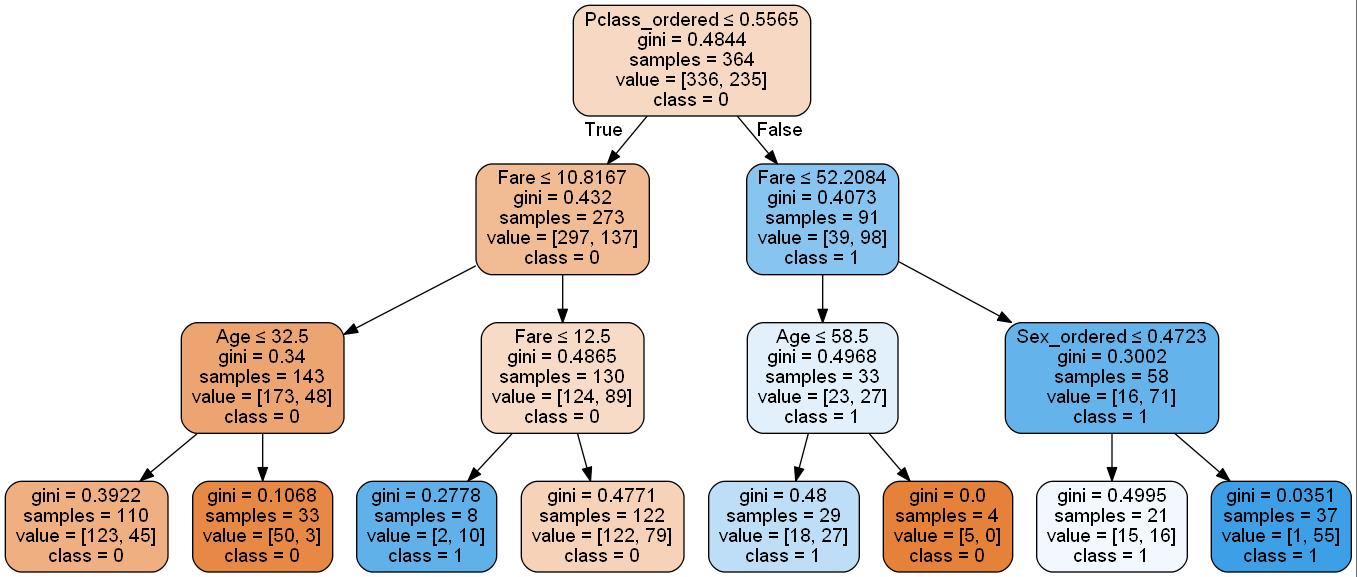 Pclass_ordered ≤ 0.5565
gini = 0.4844
samples = 364
value = [336, 235]
class = 0
True
False
Fare ≤ 10.8167
gini = 0.432
samples = 273
value = [297, 137]
class = 0
Fare ≤ 52.2084
gini = 0.4073
samples = 91
value = [39, 98]
class = 1
Age ≤ 32.5
gini = 0.34
samples = 143
value = [173, 48]
class = 0
Fare ≤ 12.5
gini = 0.4865
samples = 130
value = [124, 89]
class = 0
Age ≤ 58.5
gini = 0.4968
samples = 33
value = [23, 27]
class = 1
Sex_ordered ≤ 0.4723
gini = 0.3002
samples = 58
value = [16, 71]
class = 1
gini = 0.3922
samples = 110
value = [123, 45]
class = 0
gini = 0.1068
samples = 33
value = [50, 3]
class = 0
gini = 0.2778
samples = 8
value = [2, 10]
class = 1
gini = 0.4771
samples = 122
value = [122, 79]
class = 0
gini = 0.48
samples = 29
value = [18, 27]
class = 1
gini = 0.0
samples = 4
value = [5, 0]
class = 0
gini = 0.4995
samples = 21
value = [15, 16]
class = 1
gini = 0.0351
samples = 37
value = [1, 55]
class = 1